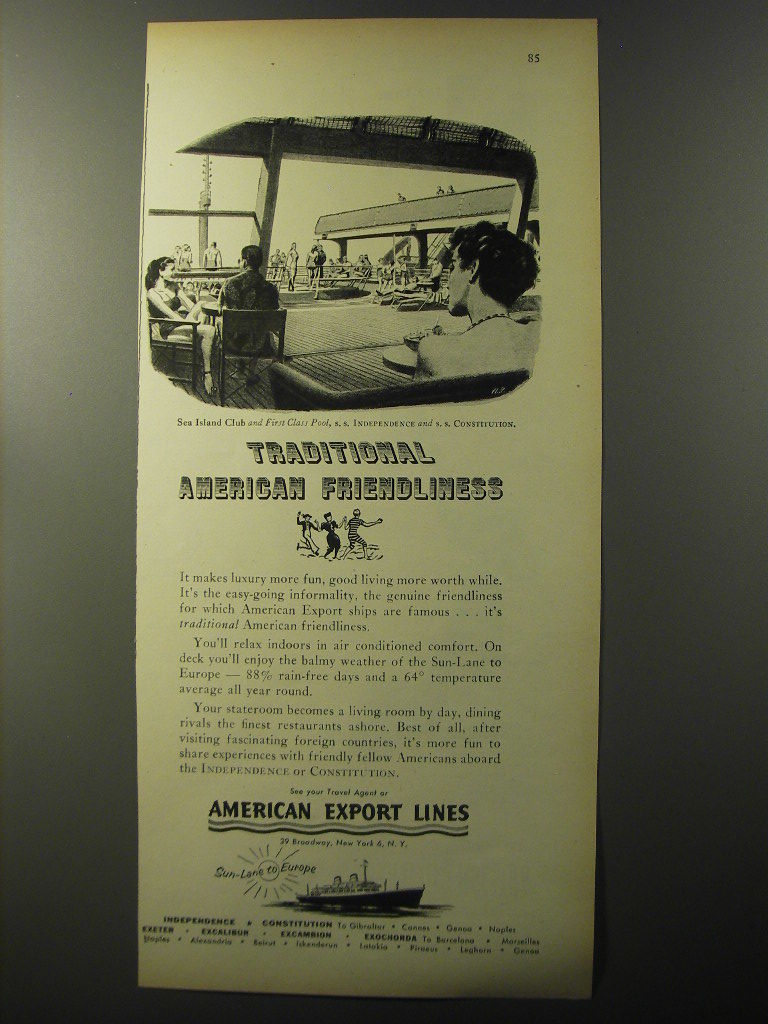 85
Sea Island Club and First Class Pool, s. s. INDEPENDENCE and s. s. CONSTITUTION.
TRADITIONAL
AMERICAN FRIENDLINESS
It makes luxury more fun, good living more worth while.
It's the easy-going informality, the genuine friendliness
for which American Export ships are famous . . . it's
traditional American friendliness.
You'll relax indoors in air conditioned comfort. On
deck you'll enjoy the balmy weather of the Sun-Lane to
Europe — 88% rain-free days and a 64° temperature
average all year round.
Your stateroom becomes a living room by day, dining
rivals the finest restaurants ashore. Best of all, after
visiting fascinating foreign countries, it's more fun to
share experiences with friendly fellow Americans aboard
the INDEPENDENCE or CONSTITUTION.
See your Travel Agent or
AMERICAN EXPORT LINES
39 Broadway, New York 6, N. Y.
Sun-Lane to Europe
INDEPENDENCE • CONSTITUTION To Gibraltar • Cannes • Genoa • Naples
EXETER • EXCALIBUR • EXCAMBION • EXOCHORDA To Barcelona • Marseilles
Naples • Alexandria • Beirut • Iskenderun • Latakia • Piraeus • Leghorn • Genoa